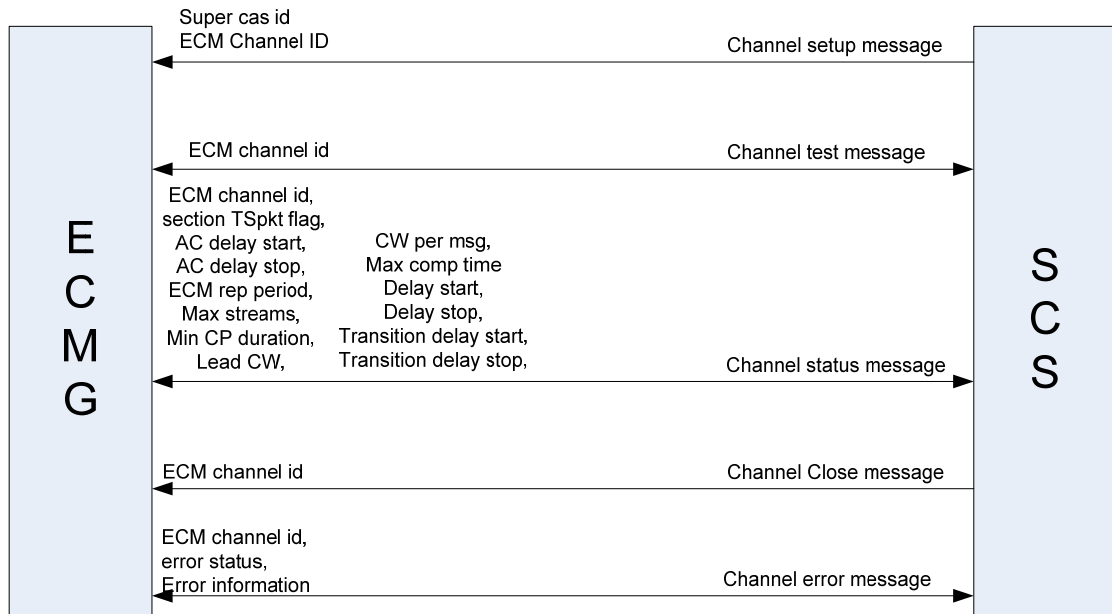 Super cas id
ECM Channel ID
Channel setup message
ECM channel id
Channel test message
ECM channel id,
section TSpkt flag,
AC delay start,
AC delay stop,
ECM rep period,
Max streams,
Min CP duration,
Lead CW,
CW per msg,
Max comp time
Delay start,
Delay stop,
Transition delay start,
Transition delay stop,
Channel status message
E
C
M
G
S
C
S
ECM channel id
Channel Close message
ECM channel id,
error status,
Error information
Channel error message